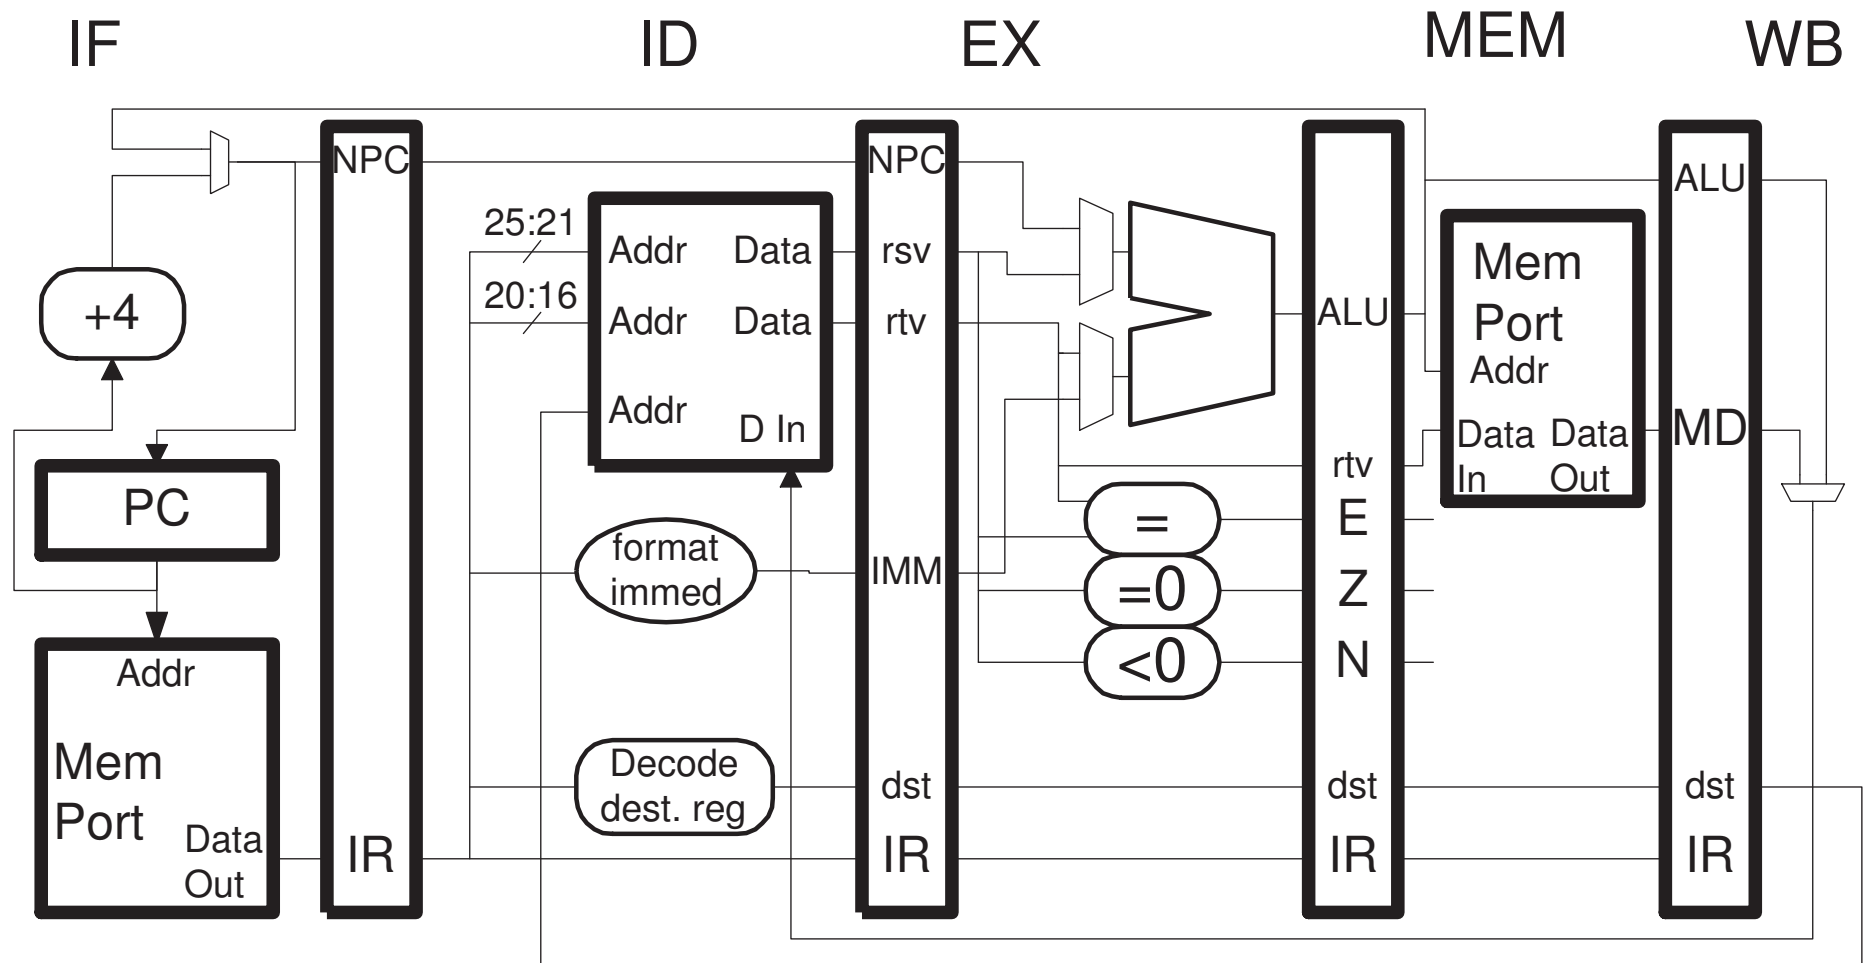 IF ID EX MEM WB
NPC
NPC
ALU
25:21
Addr Data
rsv
20:16
Addr Data
rtv
+4
ALU
Mem
Port
Addr
Addr
D In
Data Data
In Out
MD
rtv
PC
= E
format
immed
IMM
=0 Z
<0 N
Addr
Mem
Port
Data
Out
Decode
dest. reg
dst
dst
dst
IR
IR
IR
IR